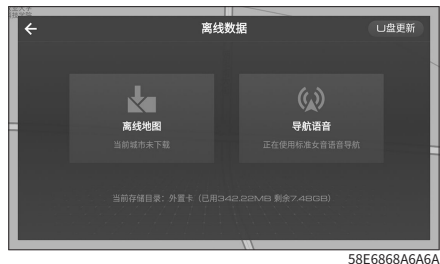 离线数据
U盘更新
离线地图
当前城市未下载
导航语音
正在使用标准女音语音导航
当前存储目录：外置卡（已用342.22MB 剩余7.48GB）
58E6868A6A6A